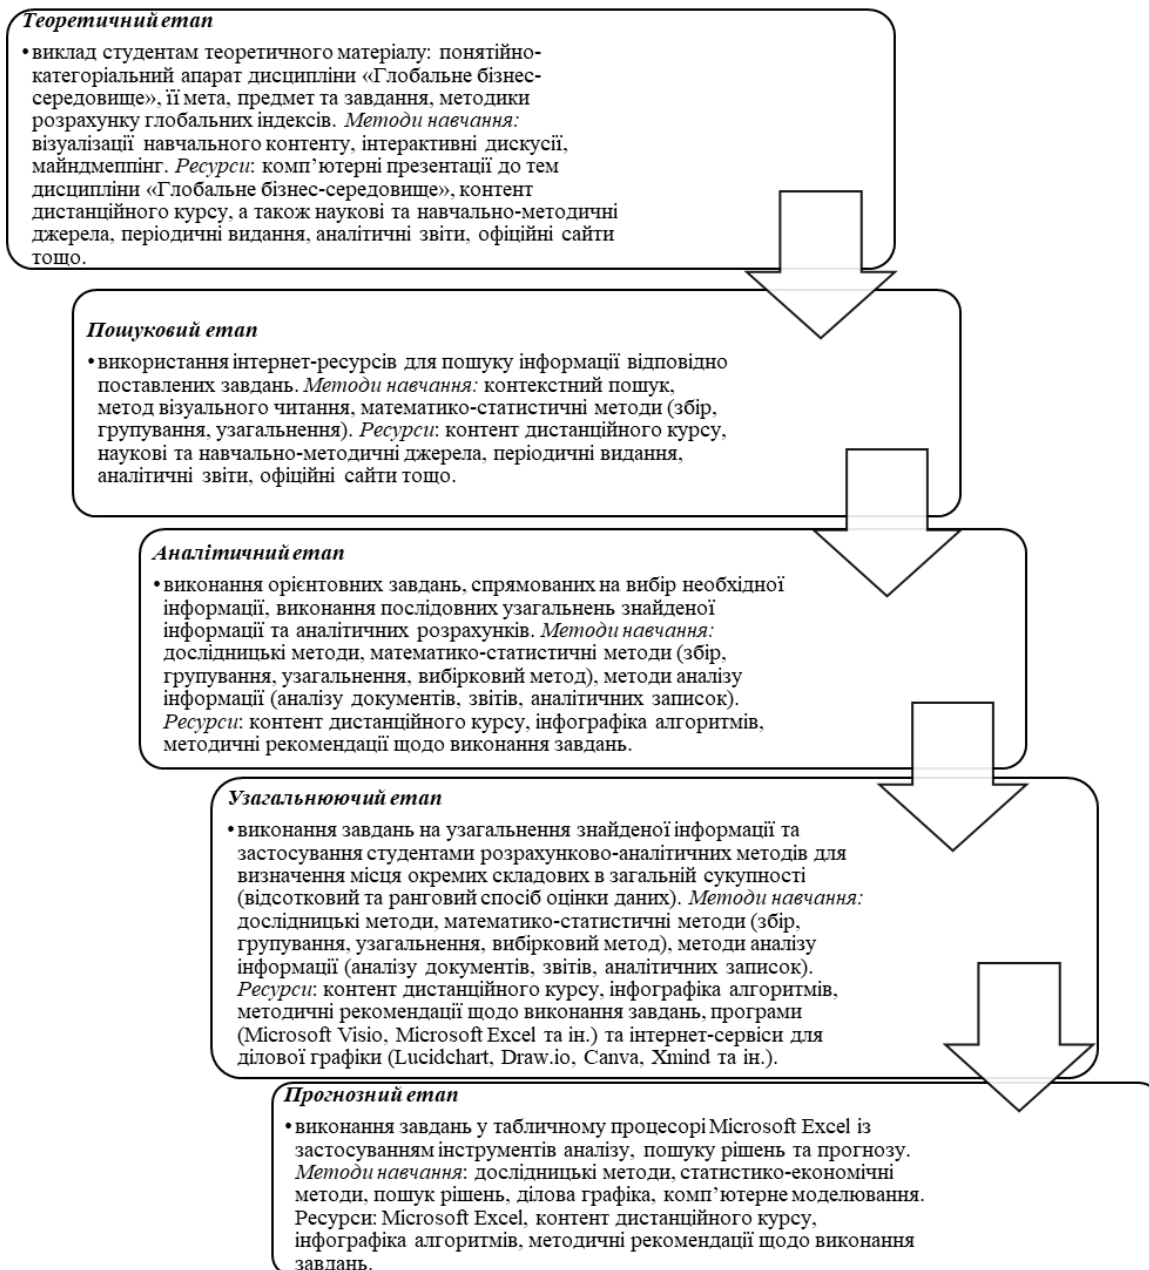 Теоретичний етап
•виклад студентам теоретичного матеріалу: понятійно-
категоріальний апарат дисципліни «Глобальне бізнес-
середовище», її мета, предмет та завдання, методики
розрахунку глобальних індексів. Методи навчання:
візуалізації навчального контенту, інтерактивні дискусії,
майндмеппінг. Ресурси: комп’ютерні презентації до тем
дисципліни «Глобальне бізнес-середовище», контент
дистанційного курсу, а також наукові та навчально-методичні
джерела, періодичні видання, аналітичні звіти, офіційні сайти
тощо.
Пошуковий етап
•використання інтернет-ресурсів для пошуку інформації відповідно
поставлених завдань. Методи навчання: контекстний пошук,
метод візуального читання, математико-статистичні методи (збір,
групування, узагальнення). Ресурси: контент дистанційного курсу,
наукові та навчально-методичні джерела, періодичні видання,
аналітичні звіти, офіційні сайти тощо.
Аналітичний етап
•виконання орієнтовних завдань, спрямованих на вибір необхідної
інформації, виконання послідовних узагальнень знайденої
інформації та аналітичних розрахунків. Методи навчання:
дослідницькі методи, математико-статистичні методи (збір,
групування, узагальнення, вибірковий метод), методи аналізу
інформації (аналізу документів, звітів, аналітичних записок).
Ресурси: контент дистанційного курсу, інфографіка алгоритмів,
методичні рекомендації щодо виконання завдань.
Узагальнюючий етап
•виконання завдань на узагальнення знайденої інформації та
застосування студентами розрахунково-аналітичних методів для
визначення місця окремих складових в загальній сукупності
(відсотковий та ранговий спосіб оцінки даних). Методи навчання:
дослідницькі методи, математико-статистичні методи (збір,
групування, узагальнення, вибірковий метод), методи аналізу
інформації (аналізу документів, звітів, аналітичних записок).
Ресурси: контент дистанційного курсу, інфографіка алгоритмів,
методичні рекомендації щодо виконання завдань, програми
(Microsoft Visio, Microsoft Excel та ін.) та інтернет-сервіси для
ділової графіки (Lucidchart, Draw.io, Canva, Xmind та ін.).
Прогнозний етап
•виконання завдань у табличному процесорі Microsoft Excel із
застосуванням інструментів аналізу, пошуку рішень та прогнозу.
Методи навчання: дослідницькі методи, статистико-економічні
методи, пошук рішень, ділова графіка, комп’ютерне моделювання.
Ресурси: Microsoft Excel, контент дистанційного курсу,
інфографіка алгоритмів, методичні рекомендації щодо виконання
завдань.